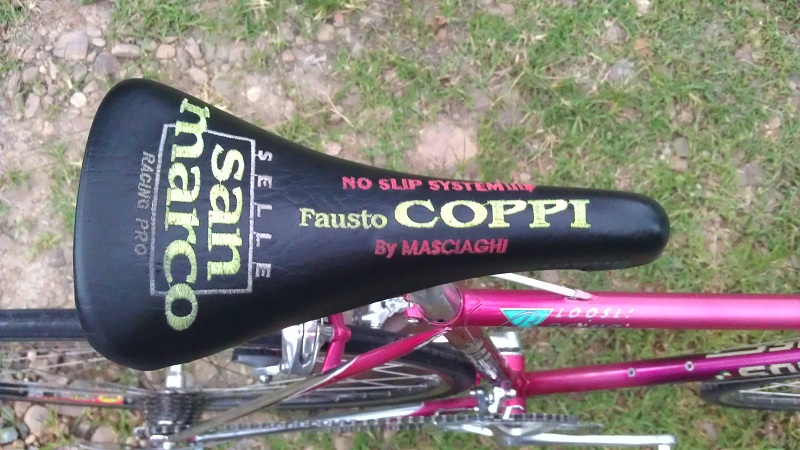 san
marco
SELLE
RACING PRO
NO SLIP SYSTEM
Fausto COPPI
By MASCIAGHI